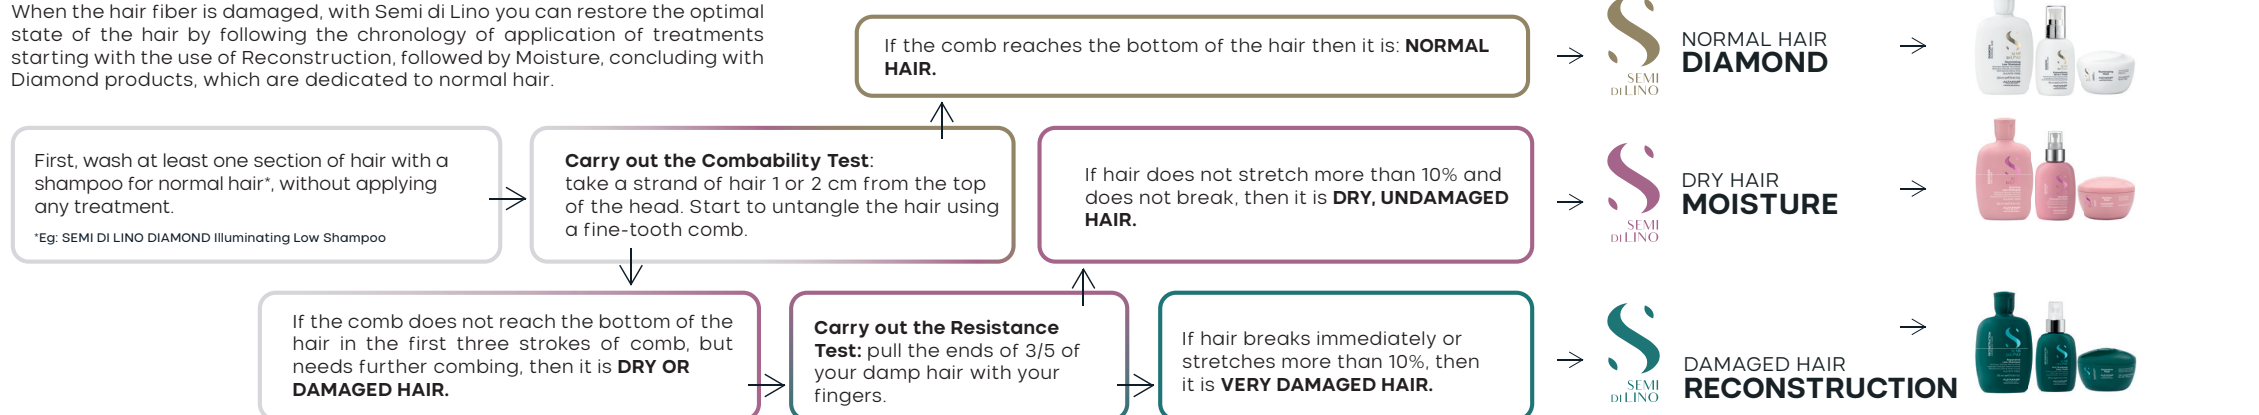 When the hair fiber is damaged, with Semi di Lino you can restore the optimal
state of the hair by following the chronology of application of treatments
starting with the use of Reconstruction, followed by Moisture, concluding with
Diamond products, which are dedicated to normal hair.
If the comb reaches the bottom of the hair then it is: NORMAL
HAIR.
SEMI
DI LINO
NORMAL HAIR
DIAMOND
First, wash at least one section of hair with a
shampoo for normal hair*, without applying
any treatment.
*Eg: SEMI DI LINO DIAMOND Illuminating Low Shampoo
Carry out the Combability Test:
take a strand of hair 1 or 2 cm from the top
of the head. Start to untangle the hair using
a fine-tooth comb.
If hair does not stretch more than 10% and
does not break, then it is DRY, UNDAMAGED
HAIR.
SEMI
DI LINO
DRY HAIR
MOISTURE
If the comb does not reach the bottom of the
hair in the first three strokes of comb, but
needs further combing, then it is DRY OR
DAMAGED HAIR.
Carry out the Resistance
Test: pull the ends of 3/5 of
your damp hair with your
fingers.
If hair breaks immediately or
stretches more than 10%, then
it is VERY DAMAGED HAIR.
SEMI
DI LINO
DAMAGED HAIR
RECONSTRUCTION